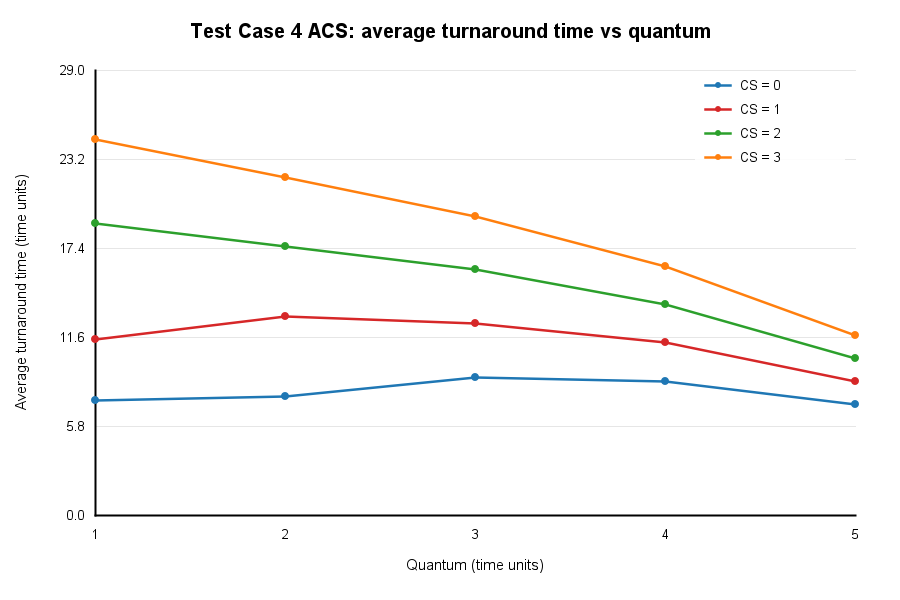 Test Case 4 ACS: average turnaround time vs quantum
29.0
23.2
17.4
11.6
5.8
0.0
Average turnaround time (time units)
CS = 0
CS = 1
CS = 2
CS = 3
1 2 3 4 5
Quantum (time units)